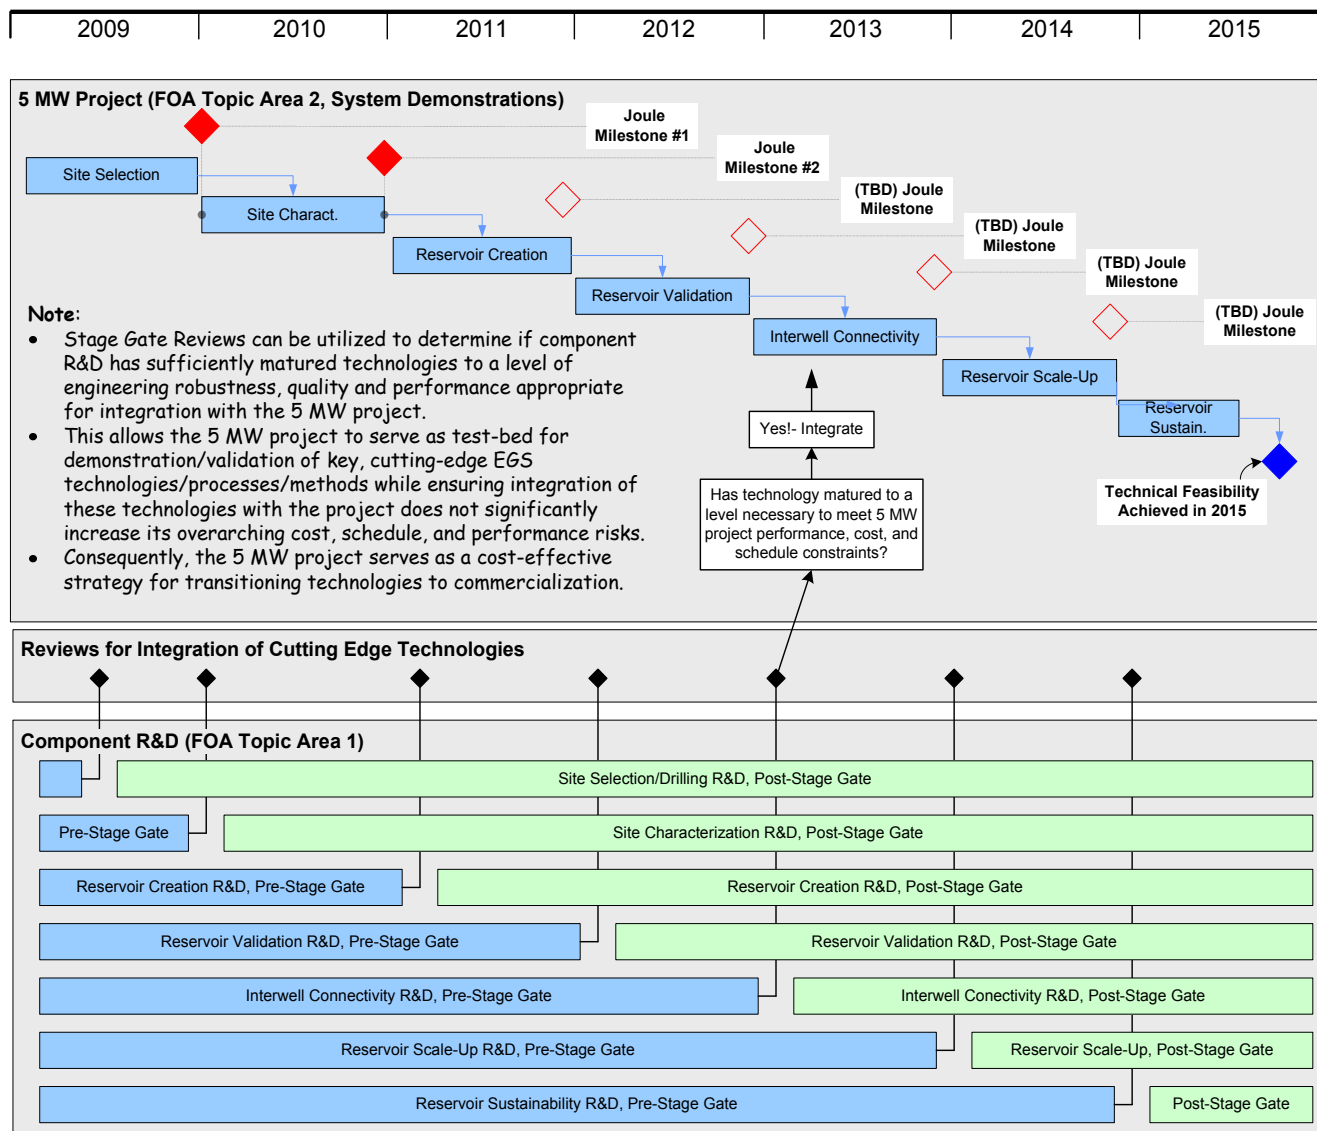 2009 2010 2011 2012 2013 2014 2015
5 MW Project (FOA Topic Area 2, System Demonstrations)
Joule
Milestone #1
Joule
Milestone #2
Site Selection
(TBD) Joule
Milestone
Site Charact.
(TBD) Joule
Milestone
Reservoir Creation
(TBD) Joule
Milestone
Reservoir Validation
(TBD) Joule
Milestone
Interwell Connectivity
Reservoir Scale-Up
Reservoir
Sustain.
Technical Feasibility
Achieved in 2015
Note:
• Stage Gate Reviews can be utilized to determine if component
R&D has sufficiently matured technologies to a level of
engineering robustness, quality and performance appropriate
for integration with the 5 MW project.
• This allows the 5 MW project to serve as test-bed for
demonstration/validation of key, cutting-edge EGS
technologies/processes/methods while ensuring integration of
these technologies with the project does not significantly
increase its overarching cost, schedule, and performance risks.
• Consequently, the 5 MW project serves as a cost-effective
strategy for transitioning technologies to commercialization.
Yes!- Integrate
Has technology matured to a
level necessary to meet 5 MW
project performance, cost, and
schedule constraints?
Reviews for Integration of Cutting Edge Technologies
Component R&D (FOA Topic Area 1)
Site Selection/Drilling R&D, Post-Stage Gate
Pre-Stage Gate
Site Characterization R&D, Post-Stage Gate
Reservoir Creation R&D, Pre-Stage Gate
Reservoir Creation R&D, Post-Stage Gate
Reservoir Validation R&D, Pre-Stage Gate
Reservoir Validation R&D, Post-Stage Gate
Interwell Connectivity R&D, Pre-Stage Gate
Interwell Conectivity R&D, Post-Stage Gate
Reservoir Scale-Up R&D, Pre-Stage Gate
Reservoir Scale-Up, Post-Stage Gate
Reservoir Sustainability R&D, Pre-Stage Gate
Post-Stage Gate